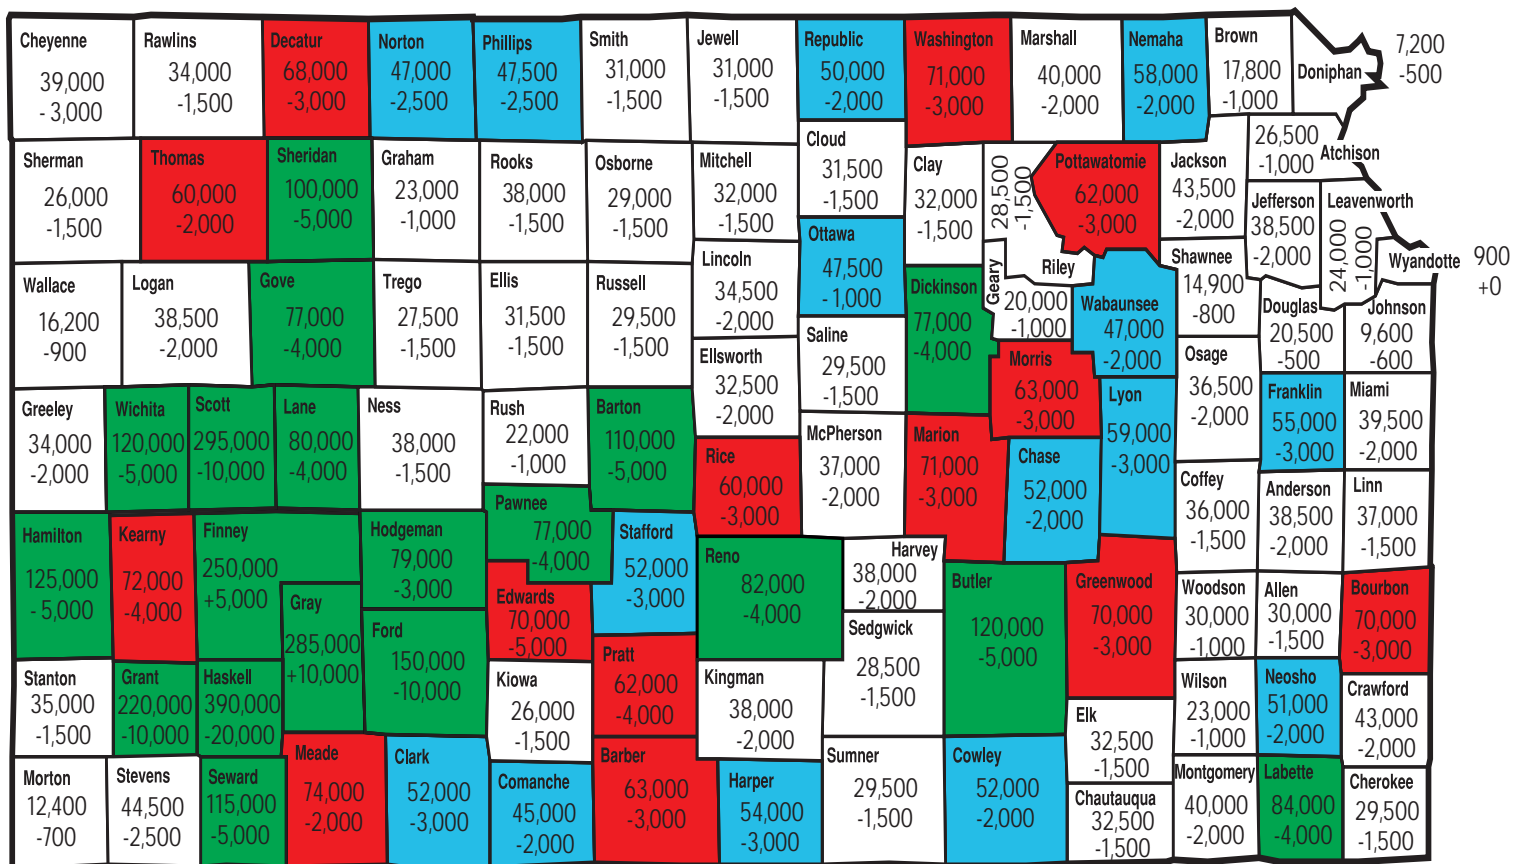 Cheyenne
39,000
- 3,000
Rawlins
34,000
-1,500
Decatur
68,000
-3,000
Norton
47,000
-2,500
Phillips
47,500
-2,500
Smith
31,000
-1,500
Jewell
31,000
-1,500
Republic
50,000
-2,000
Washington
71,000
-3,000
Marshall
40,000
-2,000
Nemaha
58,000
-2,000
Brown
17,800
-1,000
Doniphan
7,200
-500
Sherman
26,000
-1,500
Thomas
60,000
-2,000
Sheridan
100,000
-5,000
Graham
23,000
-1,000
Rooks
38,000
-1,500
Osborne
29,000
-1,500
Mitchell
32,000
-1,500
Cloud
31,500
-1,500
Clay
32,000
-1,500
28,500
-1,500
Riley
Pottawatomie
62,000
-3,000
Jackson
43,500
-2,000
26,500
-1,000
Atchison
Jefferson
38,500
-2,000
Leavenworth
24,000
-1,000
Wyandotte
900
+0
Wallace
16,200
-900
Logan
38,500
-2,000
Gove
77,000
-4,000
Trego
27,500
-1,500
Ellis
31,500
-1,500
Russell
29,500
-1,500
Lincoln
34,500
-2,000
Ottawa
47,500
-1,000
Saline
29,500
-1,500
Dickinson
77,000
-4,000
Geary
20,000
-1,000
Wabaunsee
47,000
-2,000
Shawnee
14,900
-800
Douglas
20,500
-500
Johnson
9,600
-600
Ellsworth
32,500
-2,000
Morris
63,000
-3,000
Osage
36,500
-2,000
Greeley
34,000
-2,000
Wichita
120,000
-5,000
Scott
295,000
-10,000
Lane
80,000
-4,000
Ness
38,000
-1,500
Rush
22,000
-1,000
Barton
110,000
-5,000
Rice
60,000
-3,000
McPherson
37,000
-2,000
Marion
71,000
-3,000
Chase
52,000
-2,000
Lyon
59,000
-3,000
Franklin
55,000
-3,000
Miami
39,500
-2,000
Coffey
36,000
-1,500
Anderson
38,500
-2,000
Linn
37,000
-1,500
Hamilton
125,000
- 5,000
Kearny
72,000
-4,000
Finney
250,000
+5,000
Gray
285,000
+10,000
Hodgeman
79,000
-3,000
Pawnee
77,000
-4,000
Stafford
52,000
-3,000
Edwards
70,000
-5,000
Ford
150,000
-10,000
Reno
82,000
-4,000
Harvey
38,000
-2,000
Butler
120,000
-5,000
Greenwood
70,000
-3,000
Woodson
30,000
-1,000
Allen
30,000
-1,500
Bourbon
70,000
-3,000
Sedgwick
28,500
-1,500
Stanton
35,000
-1,500
Grant
220,000
-10,000
Haskell
390,000
-20,000
Kiowa
26,000
-1,500
Pratt
62,000
-4,000
Kingman
38,000
-2,000
Wilson
23,000
-1,000
Neosho
51,000
-2,000
Crawford
43,000
-2,000
Elk
32,500
-1,500
Morton
12,400
-700
Stevens
44,500
-2,500
Seward
115,000
-5,000
Meade
74,000
-2,000
Clark
52,000
-3,000
Comanche
45,000
-2,000
Barber
63,000
-3,000
Harper
54,000
-3,000
Sumner
29,500
-1,500
Cowley
52,000
-2,000
Chautauqua
32,500
-1,500
Montgomery
40,000
-2,000
Labette
84,000
-4,000
Cherokee
29,500
-1,500